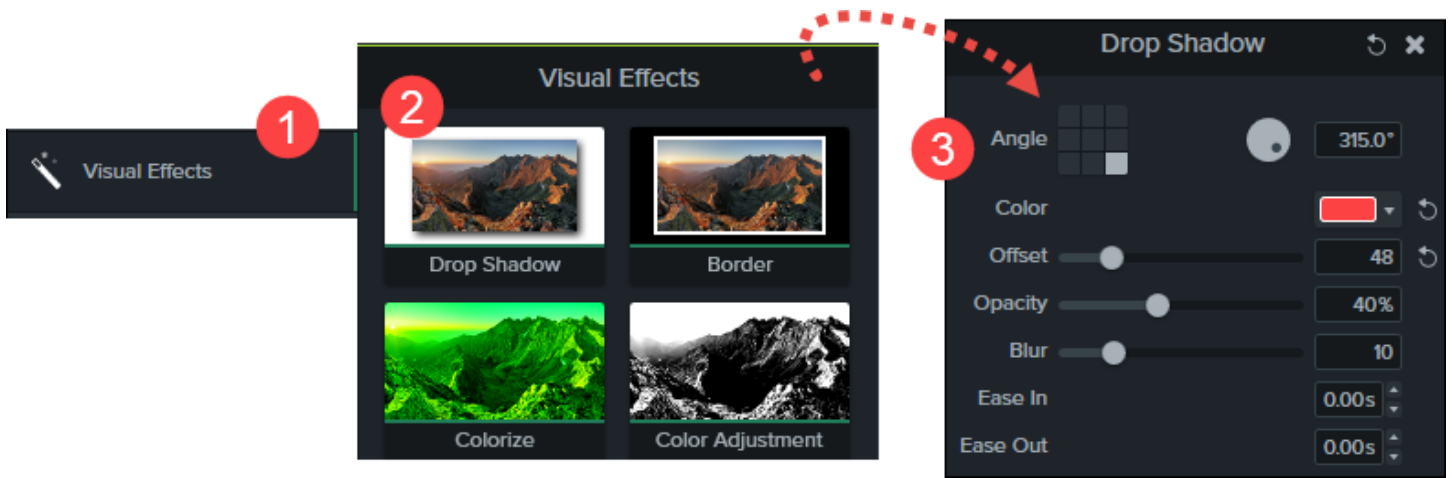 1
Visual Effects
Visual Effects
2
Drop Shadow
Border
Colorize
Color Adjustment
Drop Shadow
3
Angle 315.0°
Color
Offset 48
Opacity 40%
Blur 10
Ease In 0.00s
Ease Out 0.00s